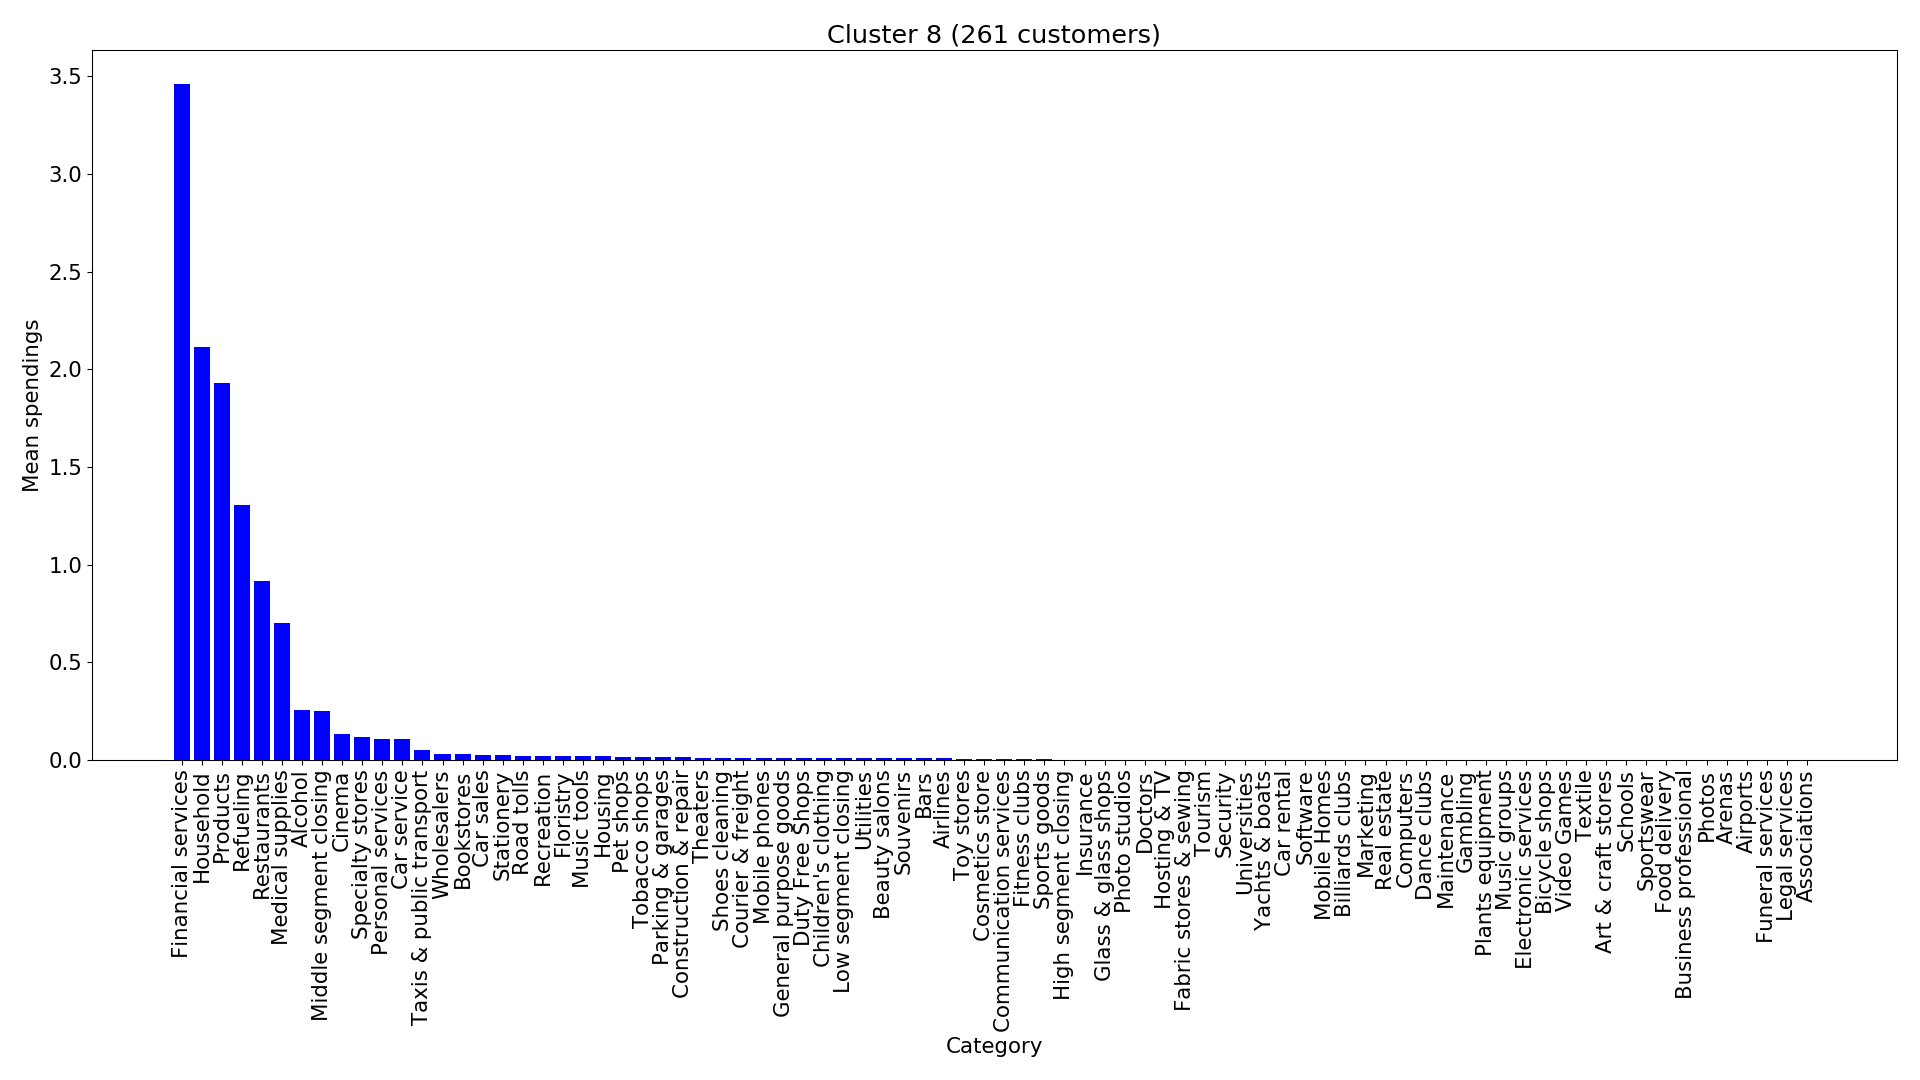 Cluster 8 (261 customers)
3.5
3.0
2.5
2.0
1.5
1.0
0.5
0.0
Mean spendings
Financial services
Household
Products
Refueling
Restaurants
Medical supplies
Alcohol
Middle segment closing
Cinema
Specialty stores
Personal services
Car service
Taxis & public transport
Wholesalers
Bookstores
Car sales
Stationery
Road tolls
Recreation
Floristry
Music tools
Housing
Pet shops
Tobacco shops
Parking & garages
Construction & repair
Theaters
Shoes cleaning
Courier & freight
Mobile phones
General purpose goods
Duty Free Shops
Children's clothing
Low segment closing
Utilities
Beauty salons
Souvenirs
Bars
Airlines
Toy stores
Cosmetics store
Communication services
Fitness clubs
Sports goods
High segment closing
Insurance
Glass & glass shops
Photo studios
Doctors
Hosting & TV
Fabric stores & sewing
Tourism
Security
Universities
Yachts & boats
Car rental
Software
Mobile Homes
Billiards clubs
Marketing
Real estate
Computers
Dance clubs
Maintenance
Gambling
Plants equipment
Music groups
Electronic services
Bicycle shops
Video Games
Textile
Art & craft stores
Schools
Sportswear
Food delivery
Business professional
Photos
Arenas
Airports
Funeral services
Legal services
Associations
Category